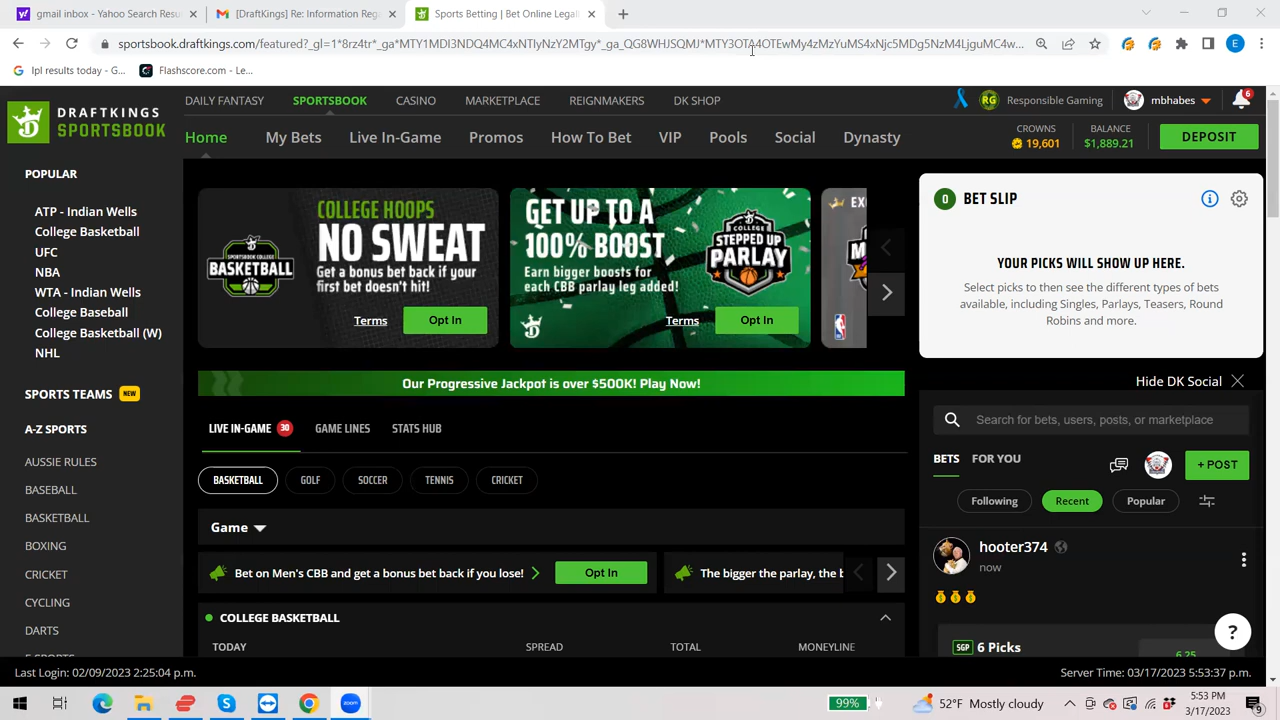 gmail inbox - Yahoo Search Resu
[DraftKings] Re: Information Req
Sports Betting | Bet Online Legal
sportsbook.draftkings.com/featured?_gl=1*8rz4tr*_ga*MTY1MDI3NDQ4MC4xNTIyNzY2MTgy*_ga_QG8WHJSQMJ*MTY3OTA4OTEwMy4zMzYuMS4xNjc5MDg5NzM4LjguMC4w...
E
Ipl results today - G...
Flashscore.com - Le...
DRAFTKINGS
SPORTSBOOK
DAILY FANTASY
SPORTSBOOK
CASINO
MARKETPLACE
REIGNMAKERS
DK SHOP
RG
Responsible Gaming
mbhabes
6
Home
My Bets
Live In-Game
Promos
How To Bet
VIP
Pools
Social
Dynasty
CROWNS
19,601
BALANCE
$1,889.21
DEPOSIT
POPULAR
ATP - Indian Wells
College Basketball
UFC
NBA
WTA - Indian Wells
College Baseball
College Basketball (W)
NHL
SPORTS TEAMS NEW
A-Z SPORTS
AUSSIE RULES
BASEBALL
BASKETBALL
BOXING
CRICKET
CYCLING
DARTS
SPORTSBOOK COLLEGE
BASKETBALL
COLLEGE HOOPS
NO SWEAT
Get a bonus bet back if your
first bet doesn't hit!
Terms
Opt In
GET UP TO A
100% BOOST
Earn bigger boosts for
each CBB parlay leg added!
COLLEGE
STEPPED UP
PARLAY
Terms
Opt In
EX
M
Our Progressive Jackpot is over $500K! Play Now!
LIVE IN-GAME 30
GAME LINES
STATS HUB
BASKETBALL
GOLF
SOCCER
TENNIS
CRICKET
Game
Bet on Men's CBB and get a bonus bet back if you lose!
Opt In
The bigger the parlay, the b
COLLEGE BASKETBALL
TODAY
SPREAD
TOTAL
MONEYLINE
0 BET SLIP
YOUR PICKS WILL SHOW UP HERE.
Select picks to then see the different types of bets
available, including Singles, Parlays, Teasers, Round
Robins and more.
Hide DK Social
Search for bets, users, posts, or marketplace
BETS
FOR YOU
+ POST
Following
Recent
Popular
hooter374
now
SGP 6 Picks
6.25
?
Last Login: 02/09/2023 2:25:04 p.m.
Server Time: 03/17/2023 5:53:37 p.m.
zoom
99%
52°F Mostly cloudy
5:53 PM
3/17/2023
9